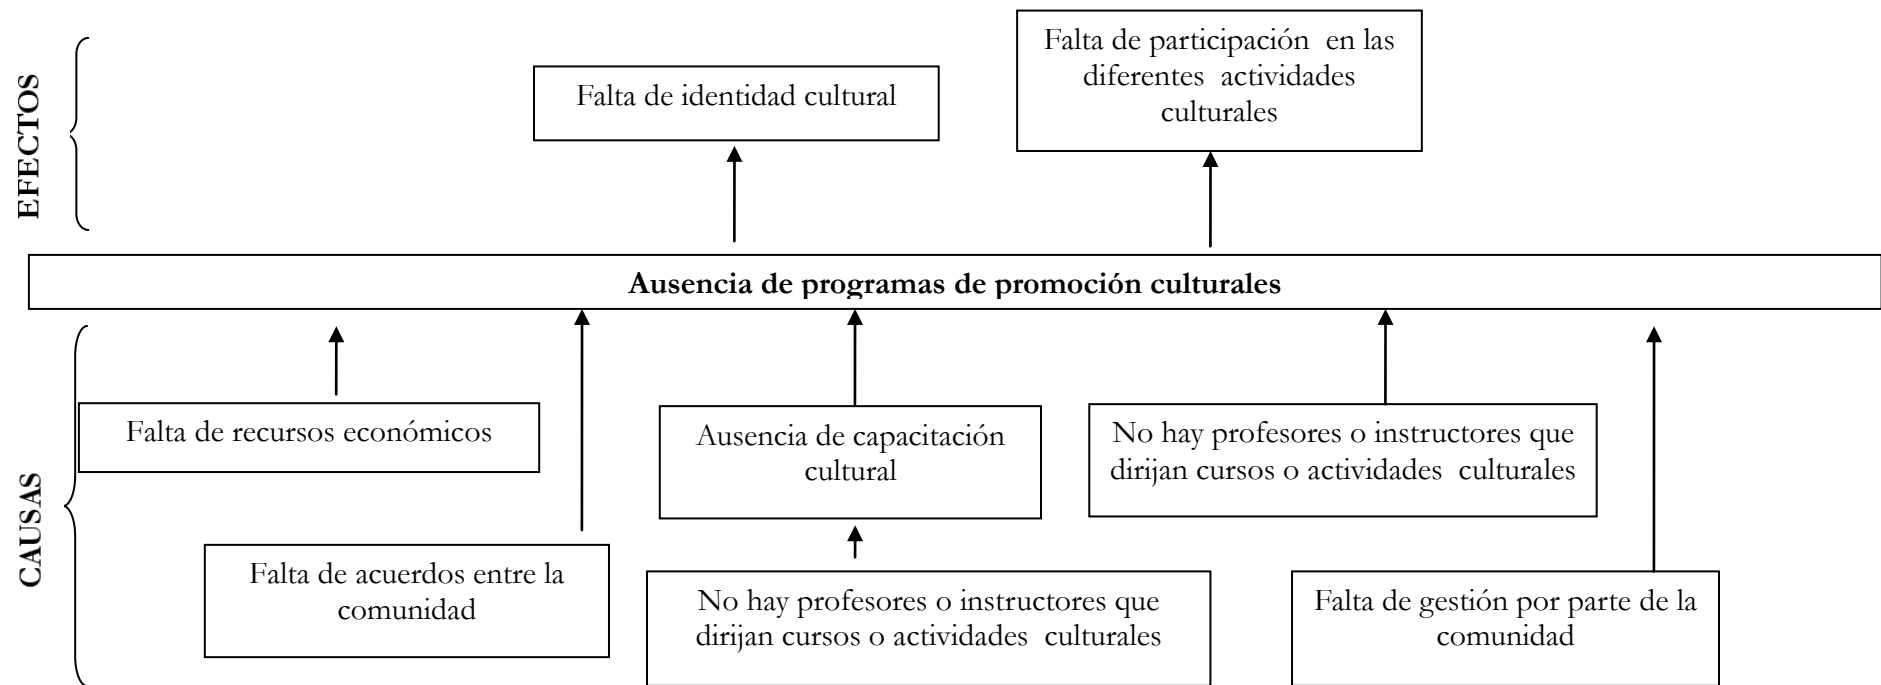 EFECTOS
Falta de identidad cultural
Falta de participación en las
diferentes actividades
culturales
Ausencia de programas de promoción culturales
CAUSAS
Falta de recursos económicos
Ausencia de capacitación
cultural
No hay profesores o instructores que
dirijan cursos o actividades culturales
Falta de acuerdos entre la
comunidad
No hay profesores o instructores que
dirijan cursos o actividades culturales
Falta de gestión por parte de la
comunidad